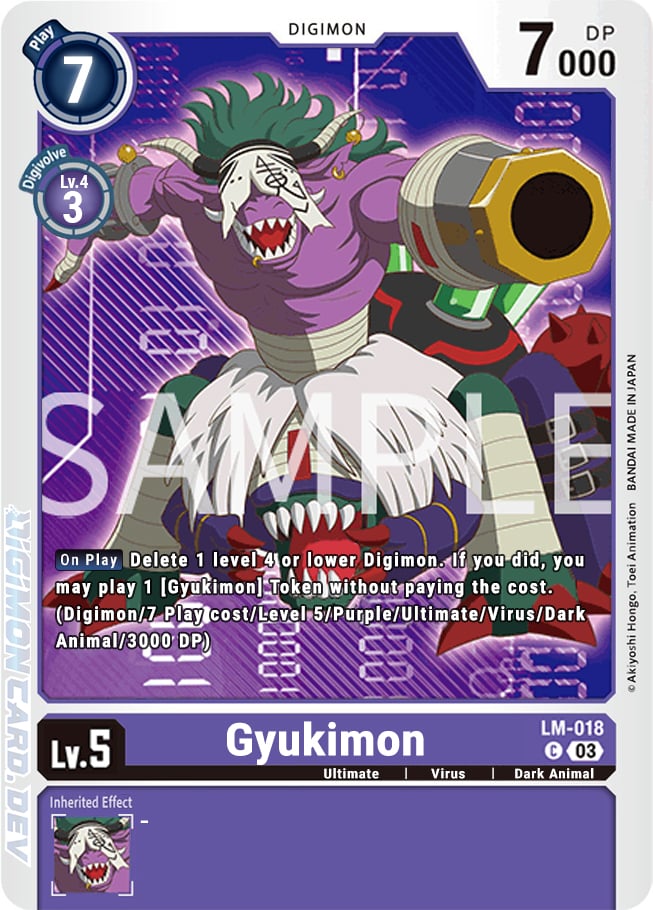 DIGIMON
Play
7
7000 DP
Digivolve
Lv.4
3
SAMPLE
On Play Delete 1 level 4 or lower Digimon. If you did, you
may play 1 [Gyukimon] Token without paying the cost.
(Digimon/7 Play cost/Level 5/Purple/Ultimate/Virus/Dark
Animal/3000 DP)
© Akiyoshi Hongo, Toei Animation BANDAI MADE IN JAPAN
DIGIMONCARD.DEV
Lv.5
Gyukimon
LM-018
C 03
Ultimate | Virus | Dark Animal
Inherited Effect
-